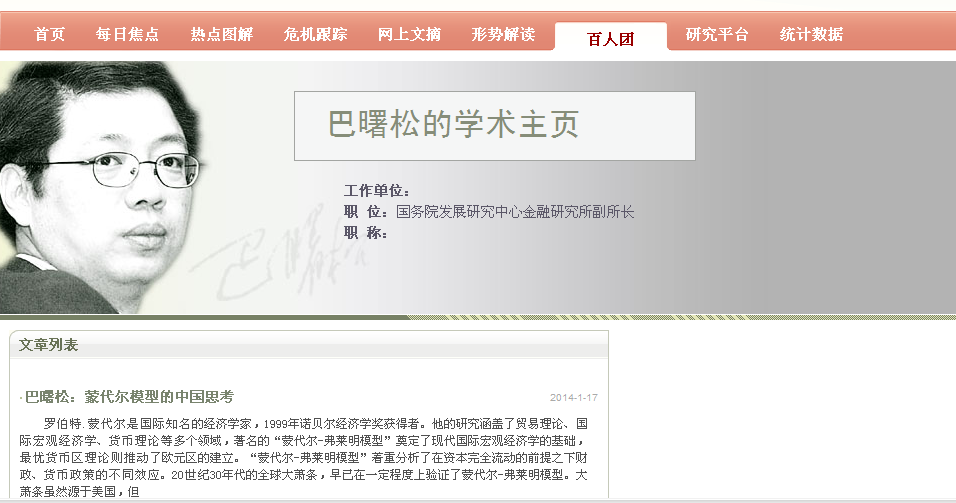 首页 每日焦点 热点图解 危机跟踪 网上文摘 形势解读 百人团 研究平台 统计数据
巴曙松的学术主页
工作单位：
职 位：国务院发展研究中心金融研究所副所长
职 称：
巴曙松
文章列表
·巴曙松：蒙代尔模型的中国思考 2014-1-17
罗伯特.蒙代尔是国际知名的经济学家，1999年诺贝尔经济学奖获得者。他的研究涵盖了贸易理论、国
际宏观经济学、货币理论等多个领域，著名的“蒙代尔-弗莱明模型”奠定了现代国际宏观经济学的基础，
最优货币区理论则推动了欧元区的建立。 “蒙代尔-弗莱明模型”着重分析了在资本完全流动的前提之下财
政、货币政策的不同效应。20世纪30年代的全球大萧条，早已在一定程度上验证了蒙代尔-弗莱明模型。大
萧条虽然源于美国，但